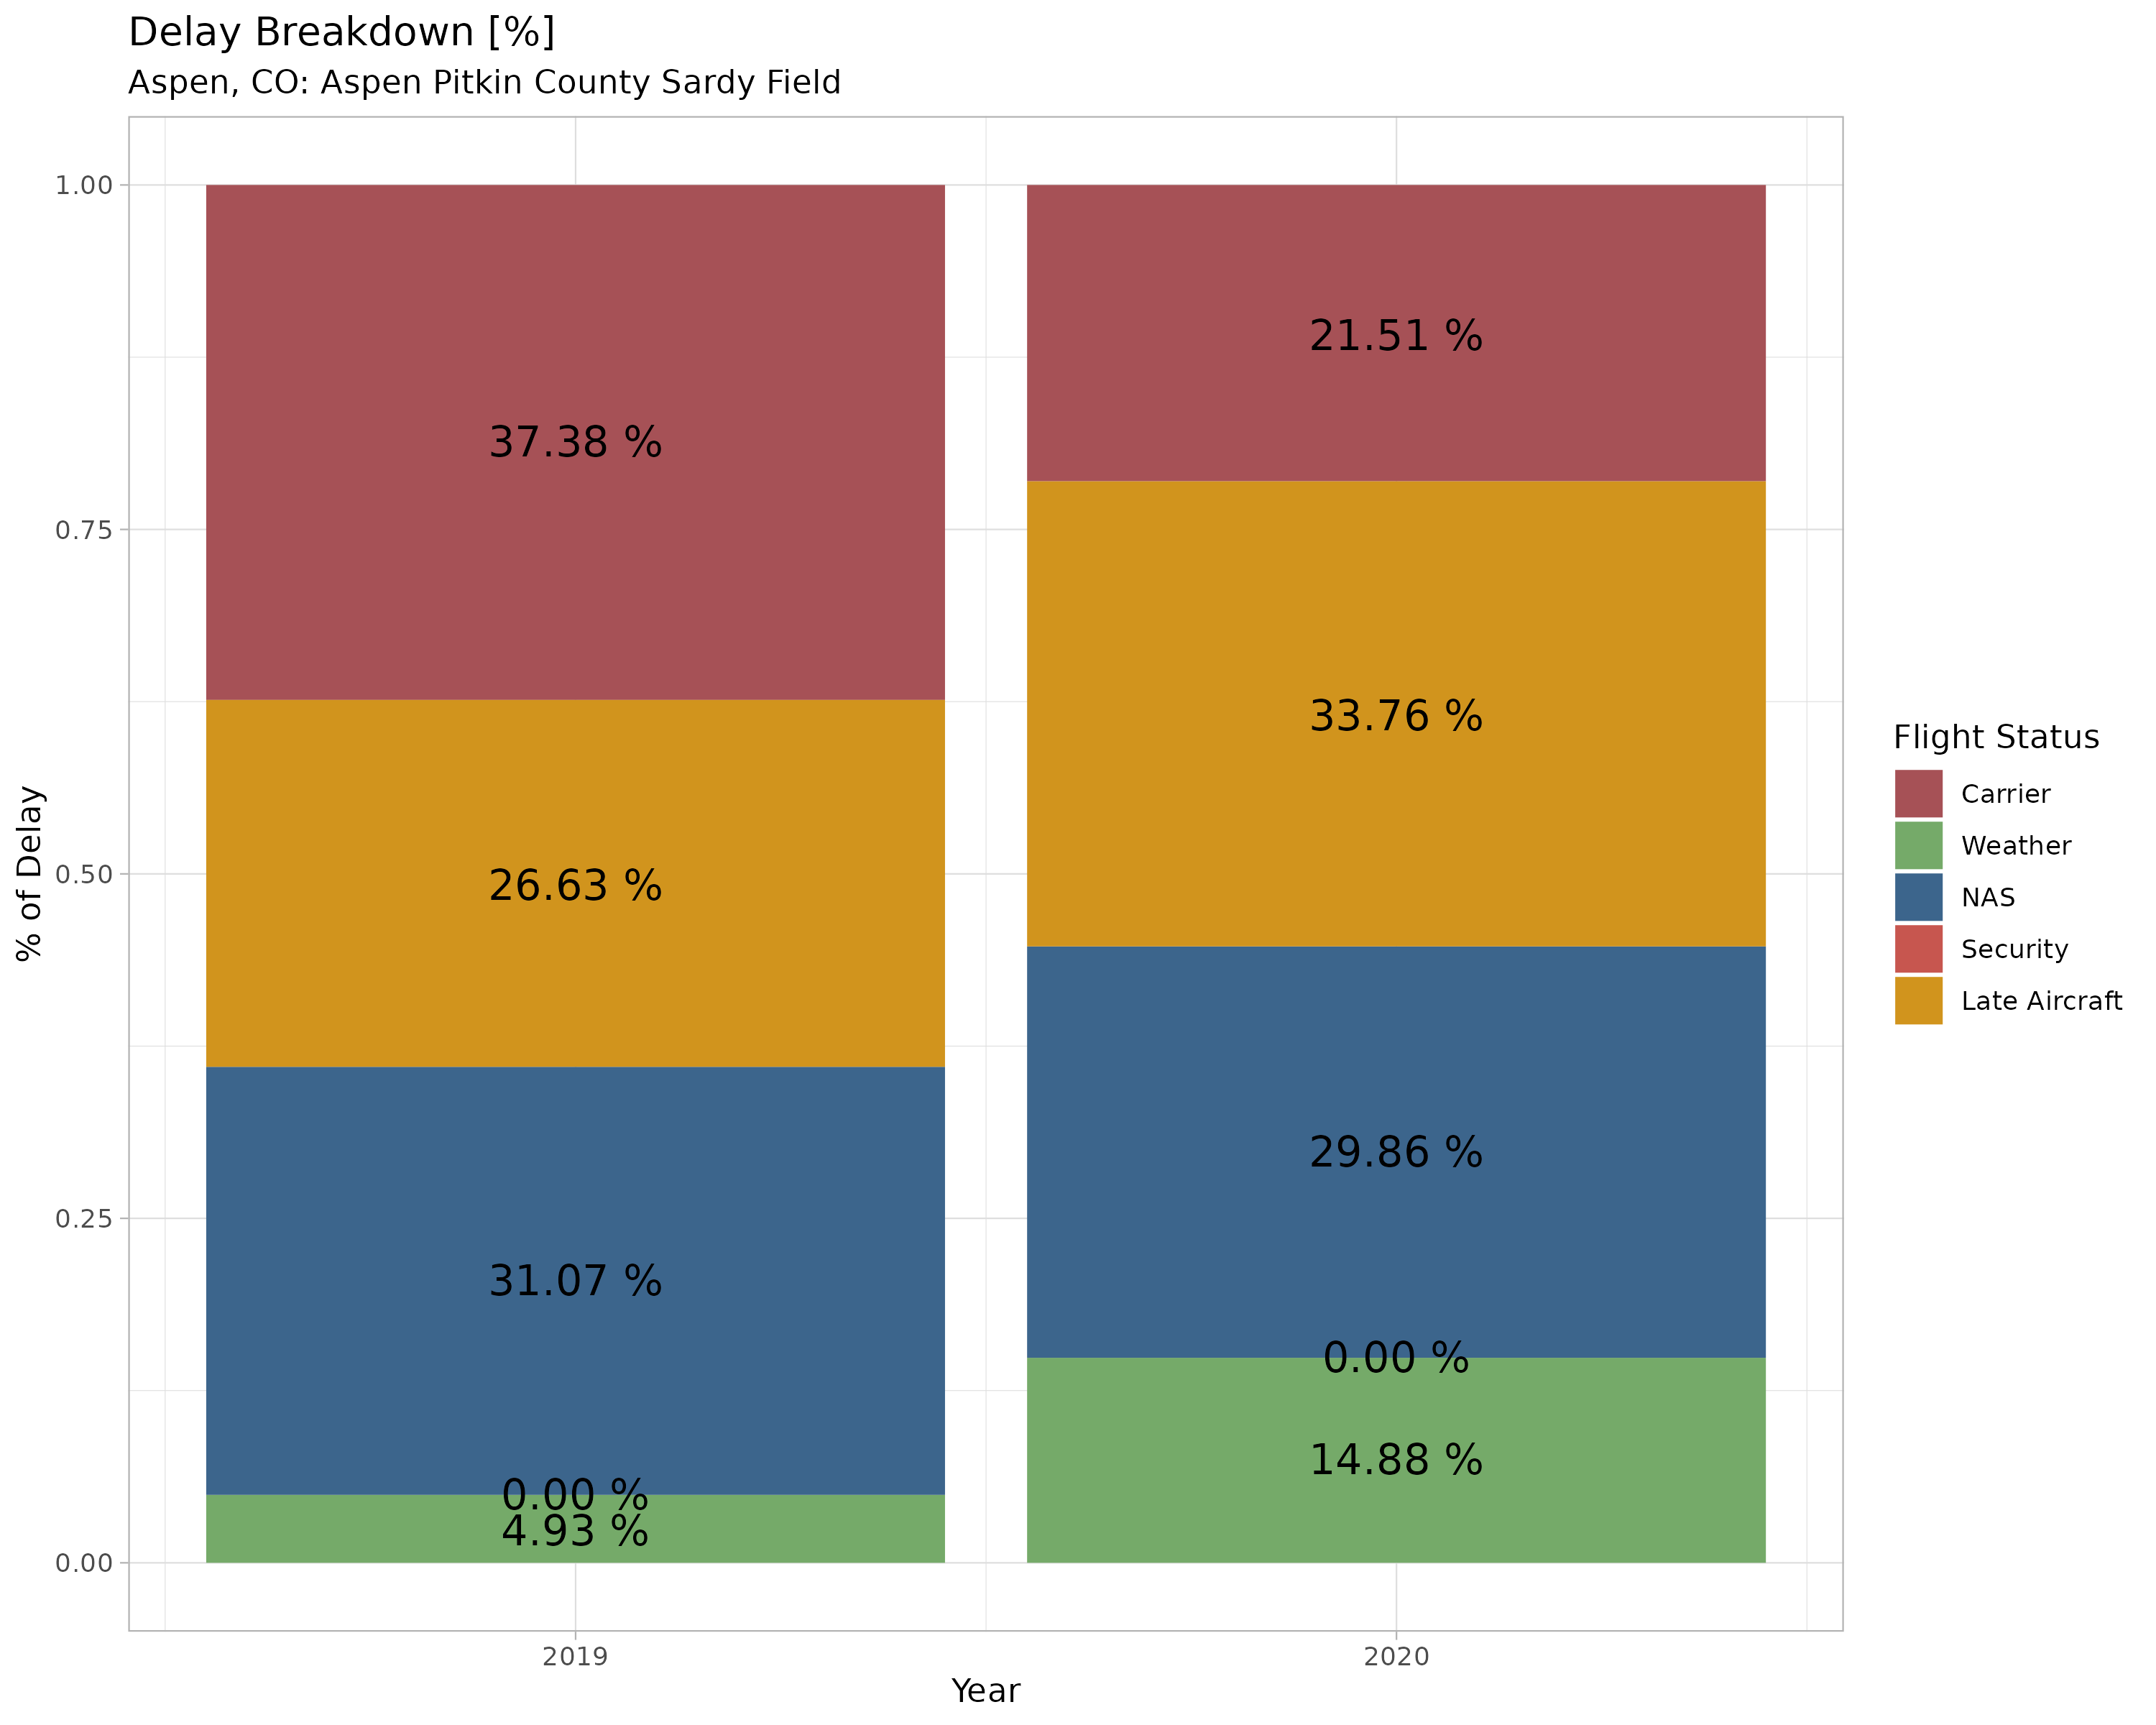 Delay Breakdown [%]
Aspen, CO: Aspen Pitkin County Sardy Field
% of Delay
1.00
0.75
0.50
0.25
0.00
37.38 %
26.63 %
31.07 %
0.00 %
4.93 %
21.51 %
33.76 %
29.86 %
0.00 %
14.88 %
2019
2020
Year
Flight Status
Carrier
Weather
NAS
Security
Late Aircraft